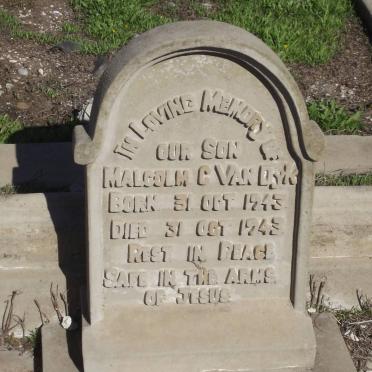 In Loving Memory of
our Son
Malcolm C Van Dyk
Born 31 Oct 1943
Died 31 Oct 1943
Rest in Peace
Safe in the Arms
of Jesus